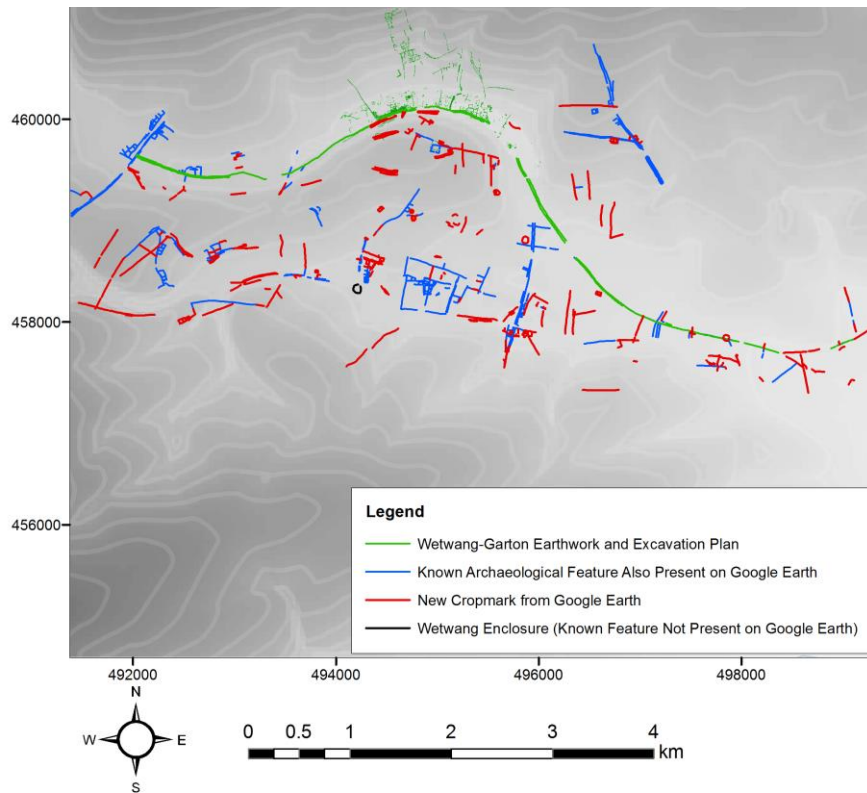 460000
458000
456000
Legend
Wetwang-Garton Earthwork and Excavation Plan
Known Archaeological Feature Also Present on Google Earth
New Cropmark from Google Earth
Wetwang Enclosure (Known Feature Not Present on Google Earth)
492000 494000 496000 498000
N
W E
S
0 0.5 1 2 3 4
km